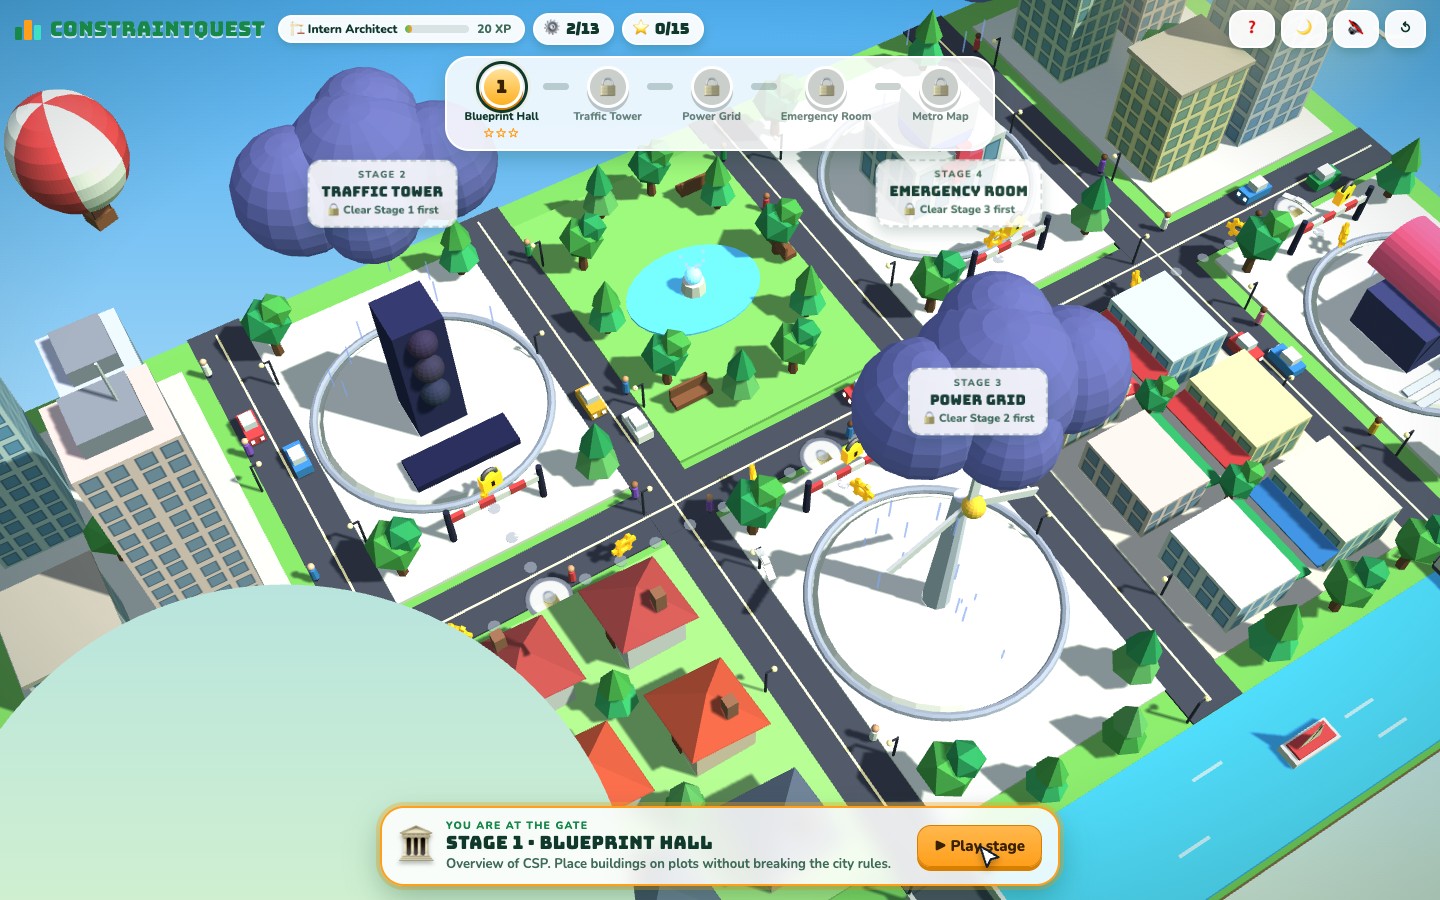 CONSTRAINTQUEST
Intern Architect
20 XP
2/13
0/15
?
1
Blueprint Hall
Traffic Tower
Power Grid
Emergency Room
Metro Map
STAGE 2
TRAFFIC TOWER
Clear Stage 1 first
STAGE 4
EMERGENCY ROOM
Clear Stage 3 first
STAGE 3
POWER GRID
Clear Stage 2 first
YOU ARE AT THE GATE
STAGE 1 · BLUEPRINT HALL
Overview of CSP. Place buildings on plots without breaking the city rules.
Play stage